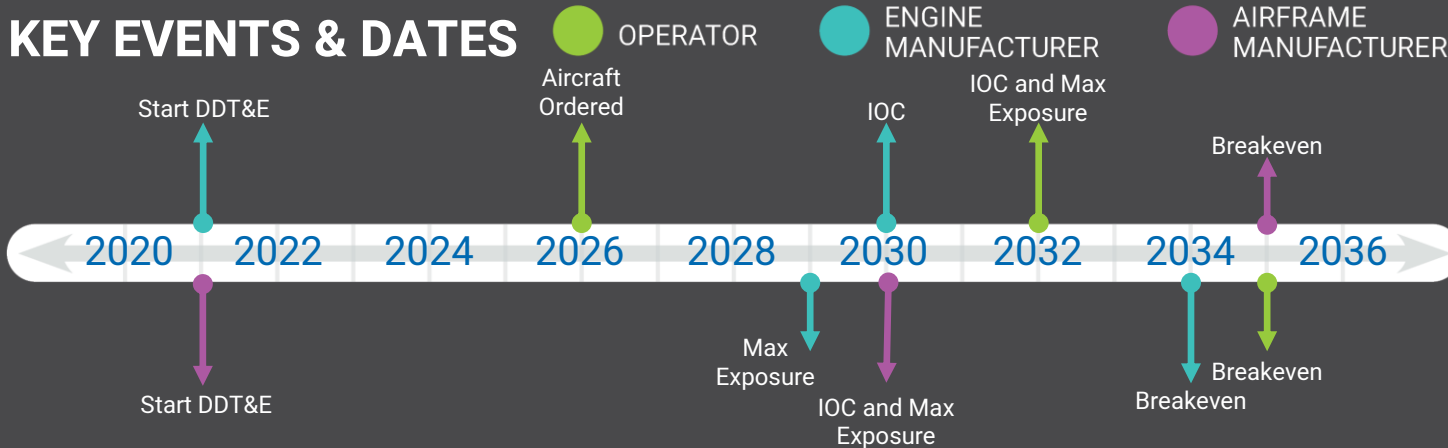 KEY EVENTS & DATES
OPERATOR
ENGINE
MANUFACTURER
AIRFRAME
MANUFACTURER
Start DDT&E
Aircraft
Ordered
IOC
IOC and Max
Exposure
Breakeven
2020 2022 2024 2026 2028 2030 2032 2034 2036
Start DDT&E
Max
Exposure
IOC and Max
Exposure
Breakeven
Breakeven